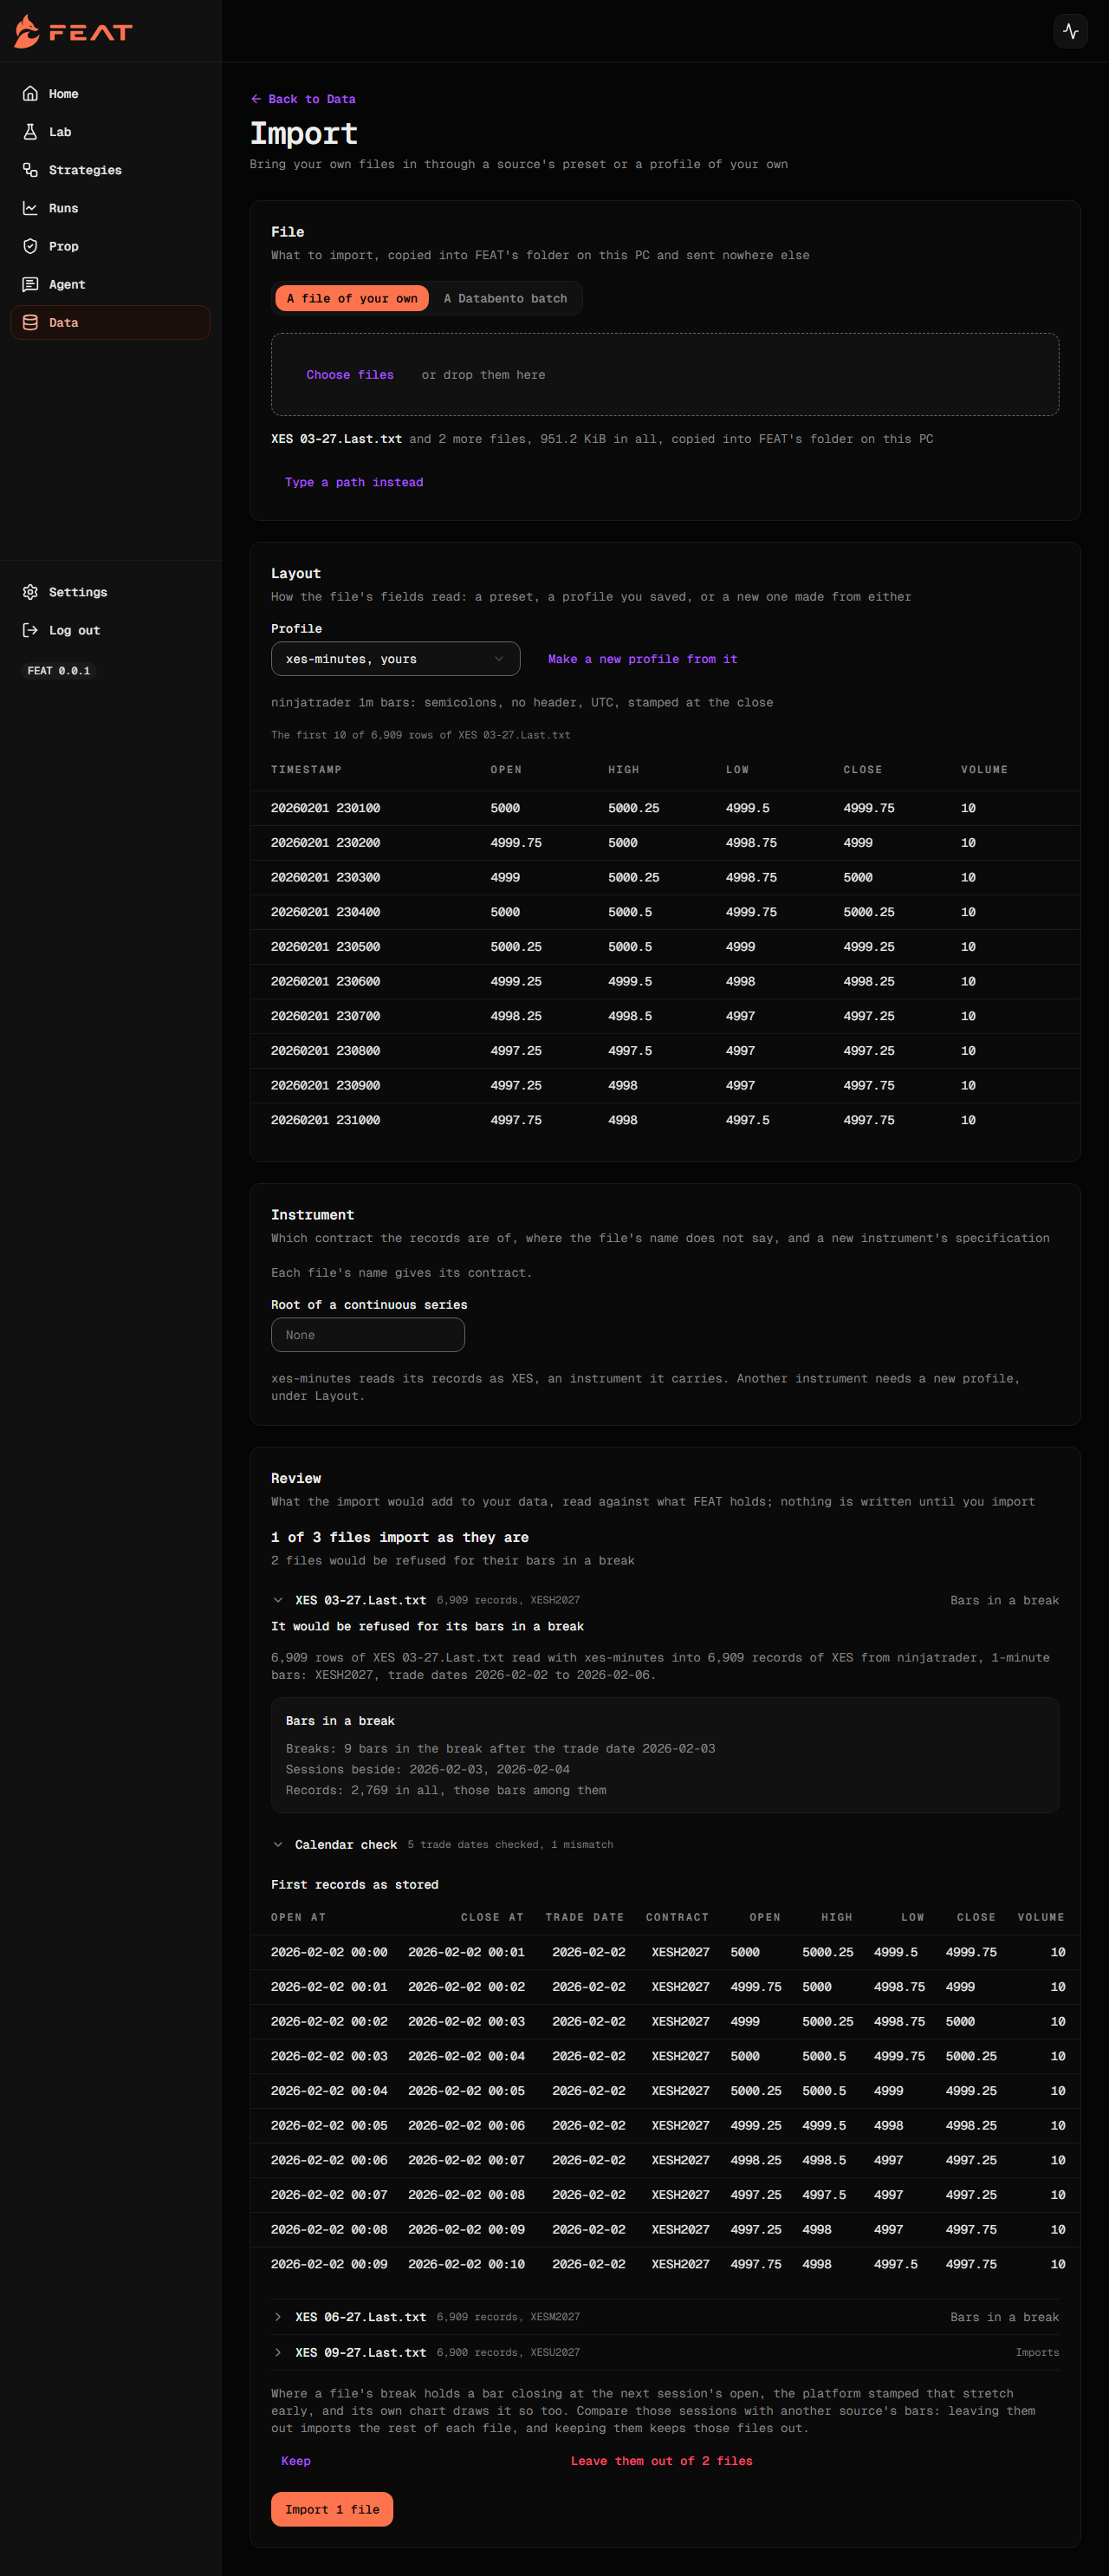 FEAT
Home
Lab
Strategies
Runs
Prop
Agent
Data
Settings
Log out
FEAT 0.0.1
← Back to Data
Import
Bring your own files in through a source's preset or a profile of your own
File
What to import, copied into FEAT's folder on this PC and sent nowhere else
A file of your own A Databento batch
Choose files or drop them here
XES 03-27.Last.txt and 2 more files, 951.2 KiB in all, copied into FEAT's folder on this PC
Type a path instead
Layout
How the file's fields read: a preset, a profile you saved, or a new one made from either
Profile
xes-minutes, yours Make a new profile from it
ninjatrader 1m bars: semicolons, no header, UTC, stamped at the close
The first 10 of 6,909 rows of XES 03-27.Last.txt
TIMESTAMP OPEN HIGH LOW CLOSE VOLUME
20260201 230100 5000 5000.25 4999.5 4999.75 10
20260201 230200 4999.75 5000 4998.75 4999 10
20260201 230300 4999 5000.25 4998.75 5000 10
20260201 230400 5000 5000.5 4999.75 5000.25 10
20260201 230500 5000.25 5000.5 4999 4999.25 10
20260201 230600 4999.25 4999.5 4998 4998.25 10
20260201 230700 4998.25 4998.5 4997 4997.25 10
20260201 230800 4997.25 4997.5 4997 4997.25 10
20260201 230900 4997.25 4998 4997 4997.75 10
20260201 231000 4997.75 4998 4997.5 4997.75 10
Instrument
Which contract the records are of, where the file's name does not say, and a new instrument's specification
Each file's name gives its contract.
Root of a continuous series
None
xes-minutes reads its records as XES, an instrument it carries. Another instrument needs a new profile,
under Layout.
Review
What the import would add to your data, read against what FEAT holds; nothing is written until you import
1 of 3 files import as they are
2 files would be refused for their bars in a break
XES 03-27.Last.txt 6,909 records, XESH2027 Bars in a break
It would be refused for its bars in a break
6,909 rows of XES 03-27.Last.txt read with xes-minutes into 6,909 records of XES from ninjatrader, 1-minute
bars: XESH2027, trade dates 2026-02-02 to 2026-02-06.
Bars in a break
Breaks: 9 bars in the break after the trade date 2026-02-03
Sessions beside: 2026-02-03, 2026-02-04
Records: 2,769 in all, those bars among them
Calendar check 5 trade dates checked, 1 mismatch
First records as stored
OPEN AT CLOSE AT TRADE DATE CONTRACT OPEN HIGH LOW CLOSE VOLUME
2026-02-02 00:00 2026-02-02 00:01 2026-02-02 XESH2027 5000 5000.25 4999.5 4999.75 10
2026-02-02 00:01 2026-02-02 00:02 2026-02-02 XESH2027 4999.75 5000 4998.75 4999 10
2026-02-02 00:02 2026-02-02 00:03 2026-02-02 XESH2027 4999 5000.25 4998.75 5000 10
2026-02-02 00:03 2026-02-02 00:04 2026-02-02 XESH2027 5000 5000.5 4999.75 5000.25 10
2026-02-02 00:04 2026-02-02 00:05 2026-02-02 XESH2027 5000.25 5000.5 4999 4999.25 10
2026-02-02 00:05 2026-02-02 00:06 2026-02-02 XESH2027 4999.25 4999.5 4998 4998.25 10
2026-02-02 00:06 2026-02-02 00:07 2026-02-02 XESH2027 4998.25 4998.5 4997 4997.25 10
2026-02-02 00:07 2026-02-02 00:08 2026-02-02 XESH2027 4997.25 4997.5 4997 4997.25 10
2026-02-02 00:08 2026-02-02 00:09 2026-02-02 XESH2027 4997.25 4998 4997 4997.75 10
2026-02-02 00:09 2026-02-02 00:10 2026-02-02 XESH2027 4997.75 4998 4997.5 4997.75 10
XES 06-27.Last.txt 6,909 records, XESM2027 Bars in a break
XES 09-27.Last.txt 6,900 records, XESU2027 Imports
Where a file's break holds a bar closing at the next session's open, the platform stamped that stretch
early, and its own chart draws it so too. Compare those sessions with another source's bars: leaving them
out imports the rest of each file, and keeping them keeps those files out.
Keep Leave them out of 2 files
Import 1 file